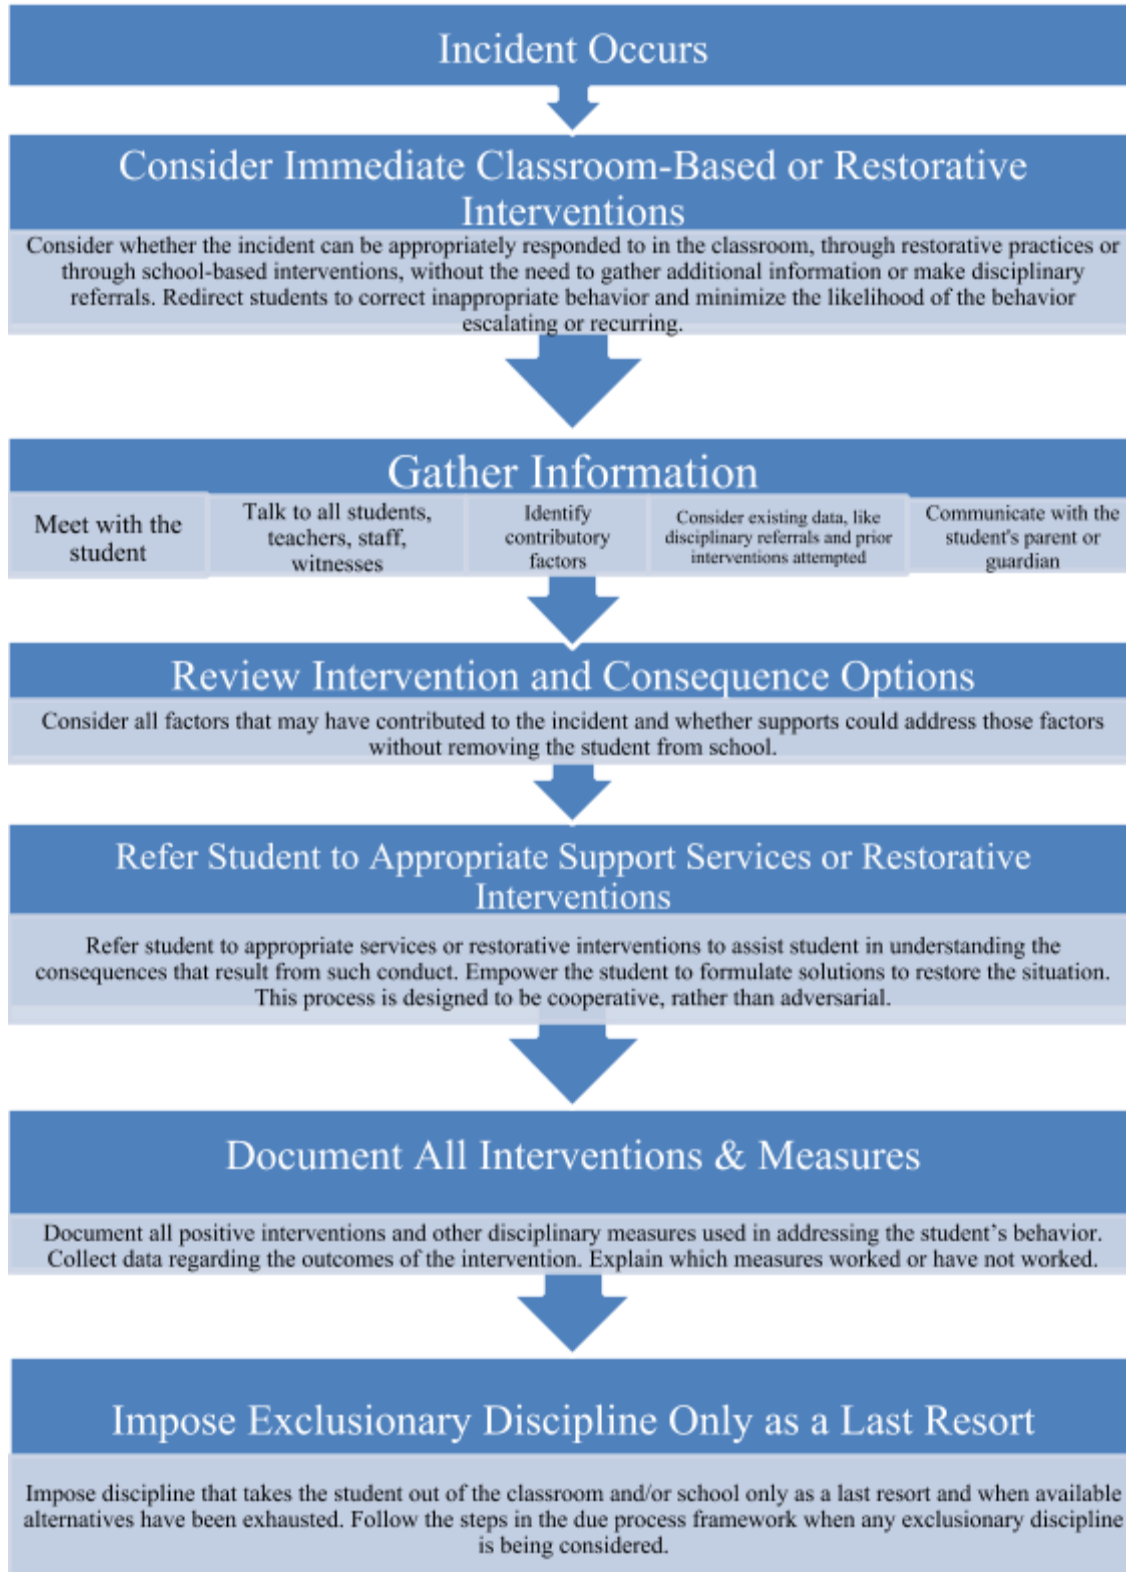 Incident Occurs
Consider Immediate Classroom-Based or Restorative
Interventions
Consider whether the incident can be appropriately responded to in the classroom, through restorative practices or
through school-based interventions, without the need to gather additional information or make disciplinary
referrals. Redirect students to correct inappropriate behavior and minimize the likelihood of the behavior
escalating or recurring.
Gather Information
Meet with the
student
Talk to all students,
teachers, staff,
witnesses
Identify
contributory
factors
Consider existing data, like
disciplinary referrals and prior
interventions attempted
Communicate with the
student's parent or
guardian
Review Intervention and Consequence Options
Consider all factors that may have contributed to the incident and whether supports could address those factors
without removing the student from school.
Refer Student to Appropriate Support Services or Restorative
Interventions
Refer student to appropriate services or restorative interventions to assist student in understanding the
consequences that result from such conduct. Empower the student to formulate solutions to restore the situation.
This process is designed to be cooperative, rather than adversarial.
Document All Interventions & Measures
Document all positive interventions and other disciplinary measures used in addressing the student’s behavior.
Collect data regarding the outcomes of the intervention. Explain which measures worked or have not worked.
Impose Exclusionary Discipline Only as a Last Resort
Impose discipline that takes the student out of the classroom and/or school only as a last resort and when available
alternatives have been exhausted. Follow the steps in the due process framework when any exclusionary discipline
is being considered.